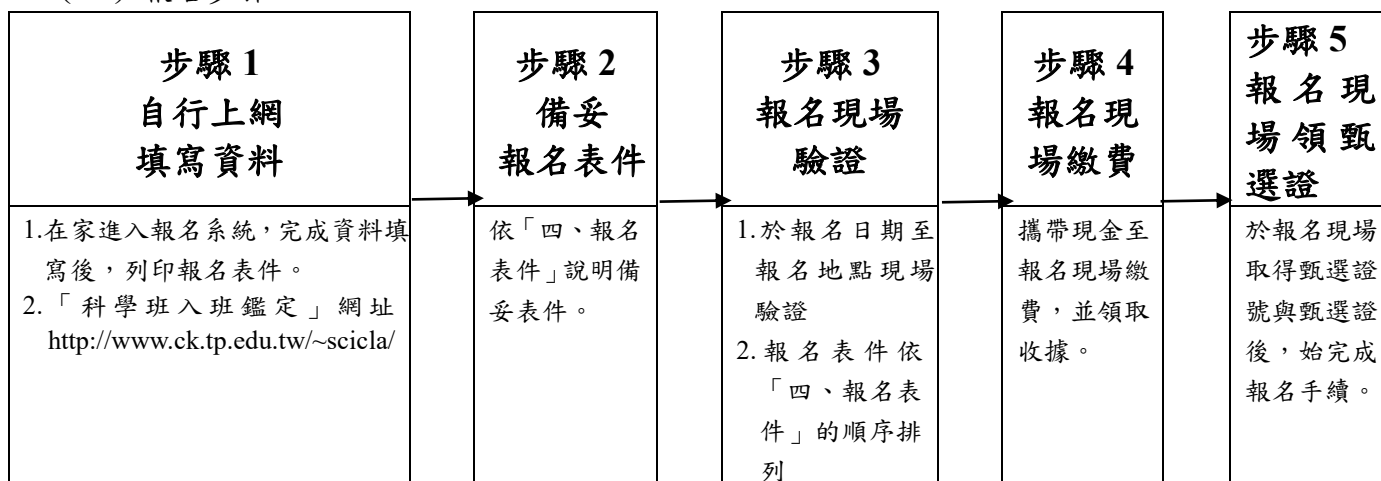 步驟 1
自行上網
填寫資料
1.在家進入報名系統，完成資料填
寫後，列印報名表件。
2.「科學班入班鑑定」網址
http://www.ck.tp.edu.tw/~scicla/
步驟 2
備妥
報名表件
依「四、報名
表件」說明備
妥表件。
步驟 3
報名現場
驗證
1.於報名日期至
報名地點現場
驗證
2.報名表件依
「四、報名表
件」的順序排
列
步驟 4
報名現
場繳費
攜帶現金至
報名現場繳
費，並領取
收據。
步驟 5
報名現
場領甄
選證
於報名現場
取得甄選證
號與甄選證
後，始完成
報名手續。